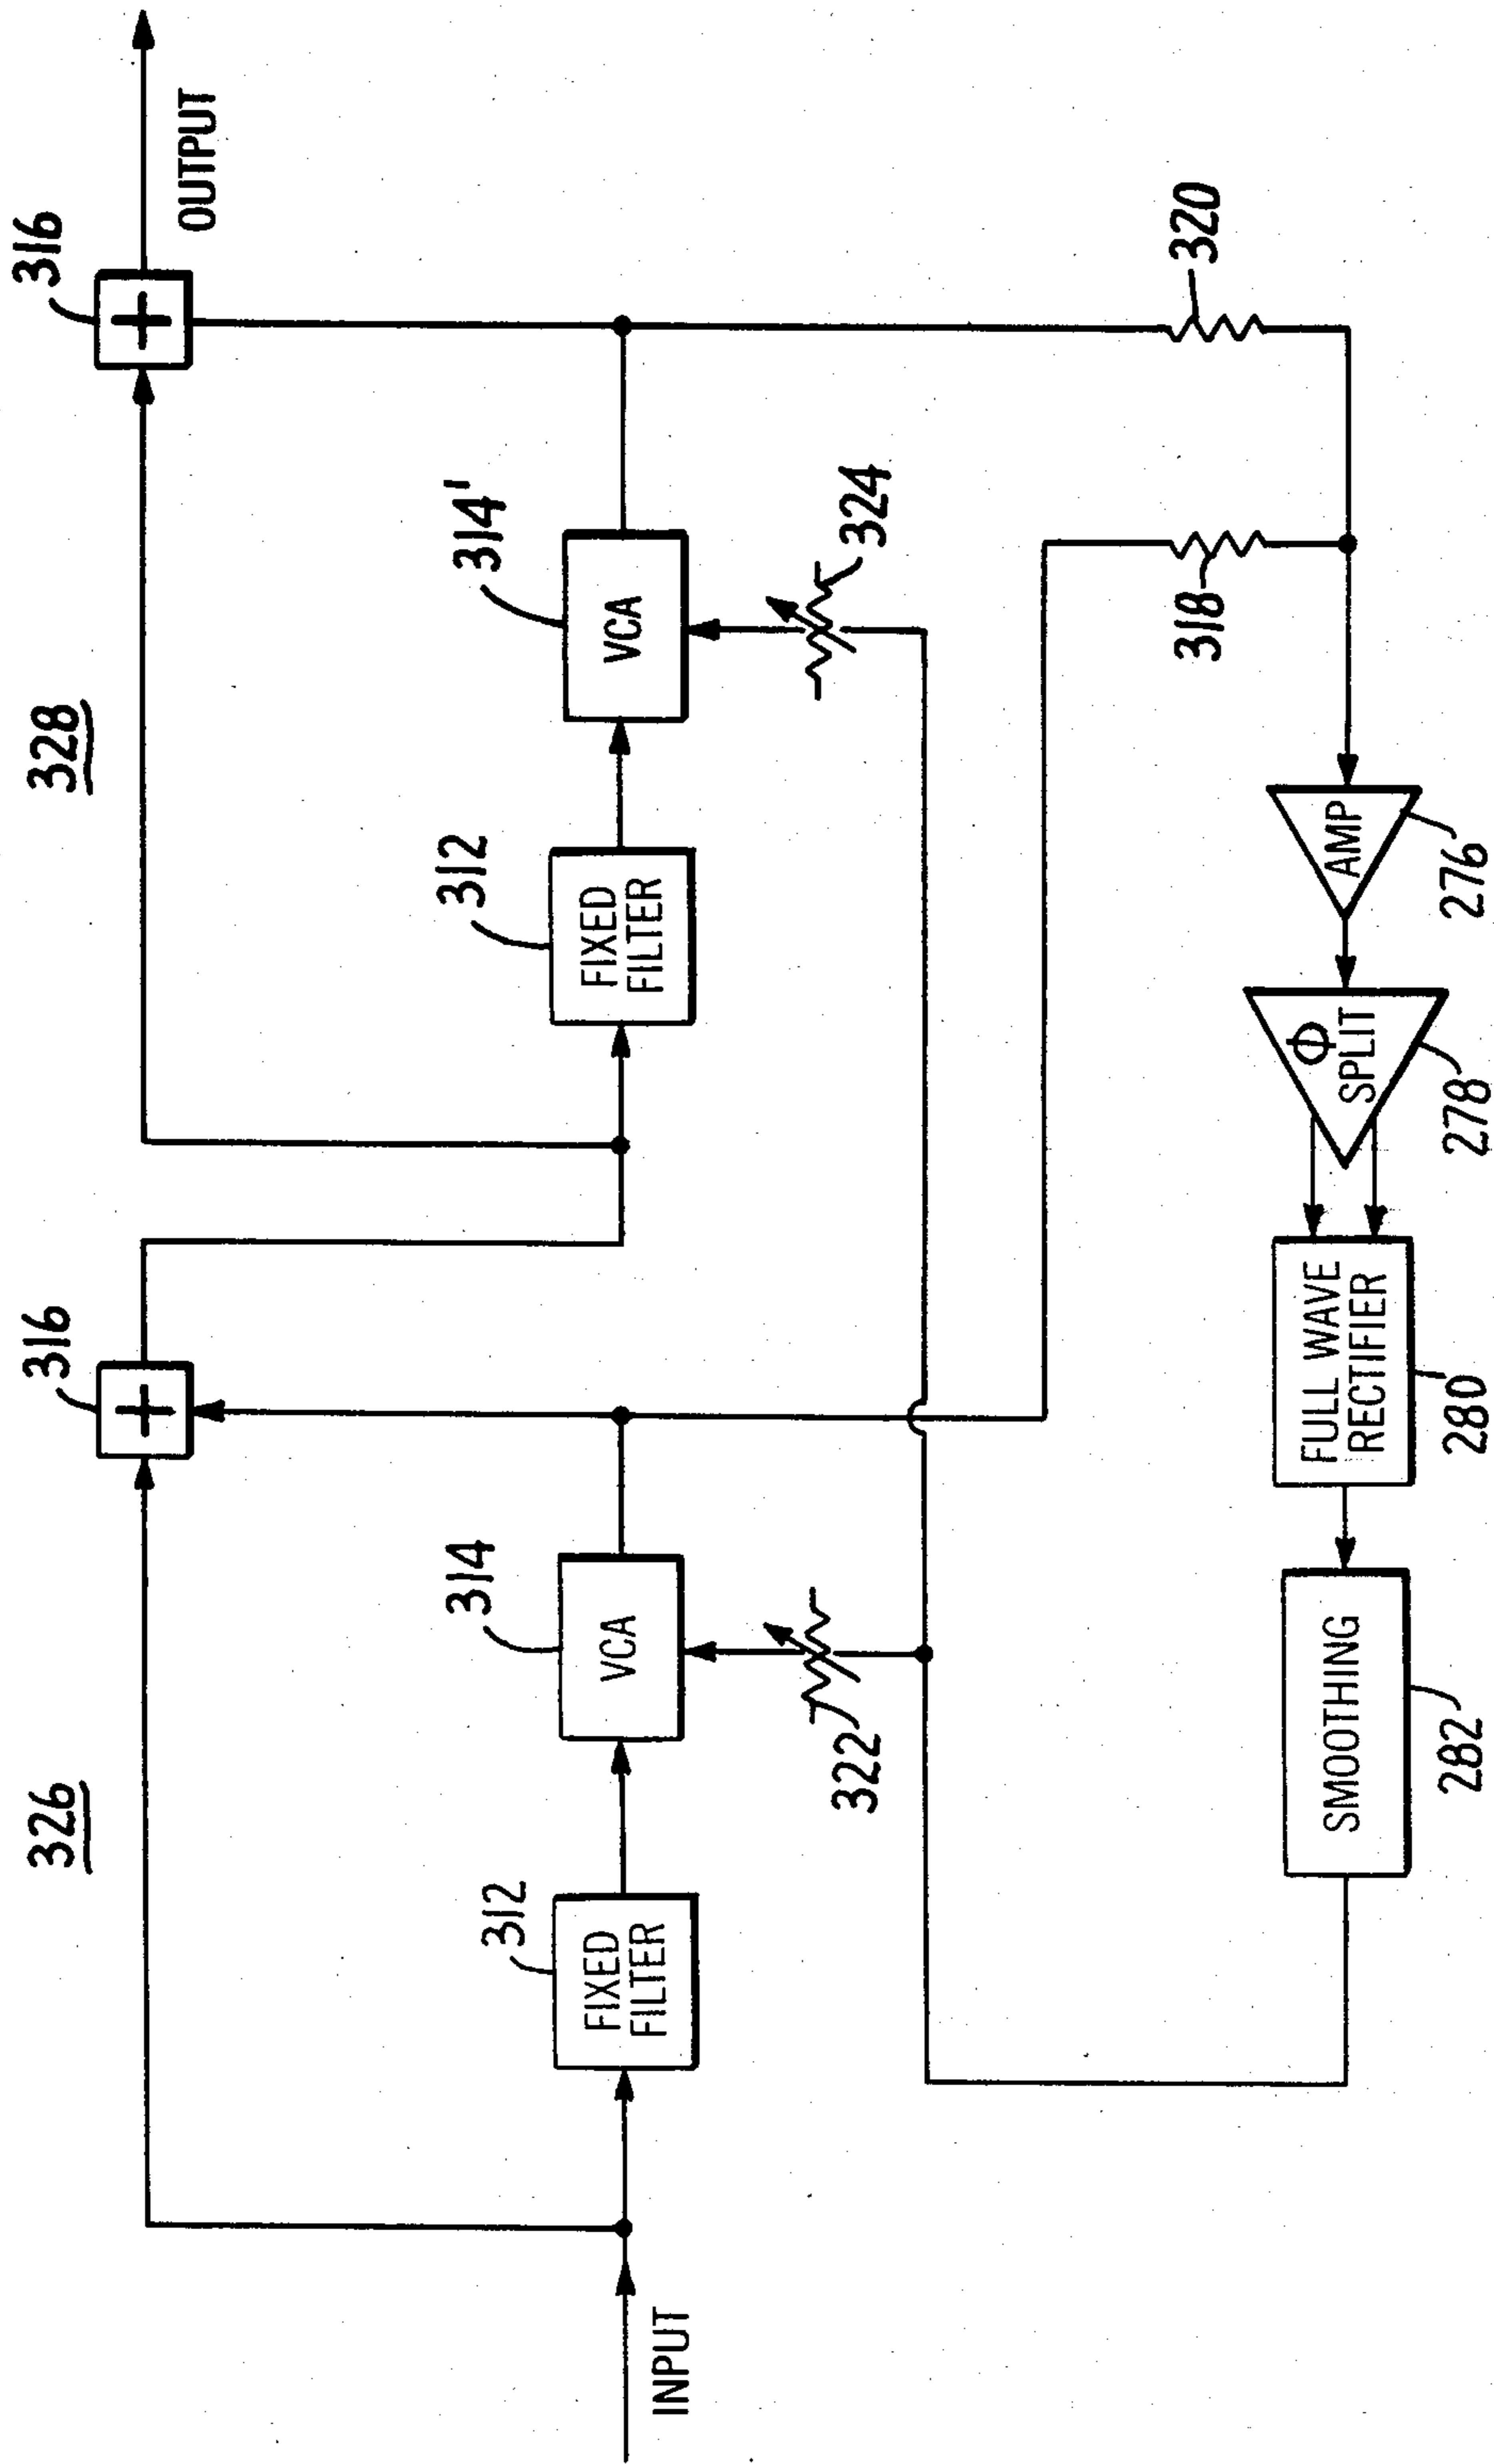 326
328
316
316
OUTPUT
INPUT
312
FIXED
FILTER
314
VCA
322
312
FIXED
FILTER
314'
VCA
324
318
320
SMOOTHING
282
FULL WAVE
RECTIFIER
280
Φ
SPLIT
278
AMP
276